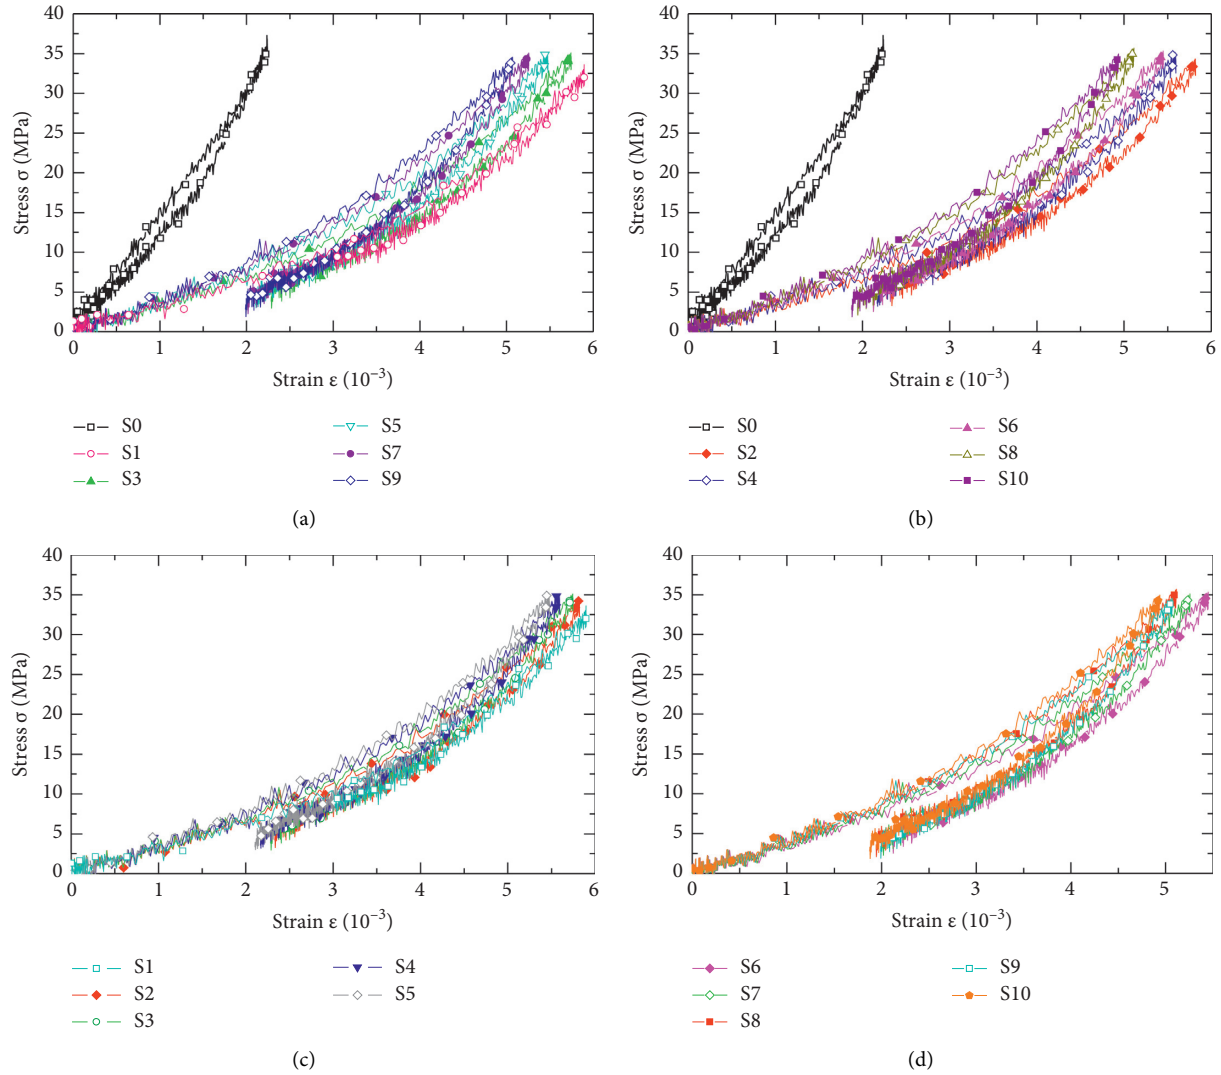 40
35
30
25
20
15
10
5
0
Stress σ (MPa)
0 1 2 3 4 5 6
Strain ε (10⁻³)
S0 S5
S1 S7
S3 S9
(a)
40
35
30
25
20
15
10
5
0
Stress σ (MPa)
0 1 2 3 4 5 6
Strain ε (10⁻³)
S0 S6
S2 S8
S4 S10
(b)
40
35
30
25
20
15
10
5
0
Stress σ (MPa)
0 1 2 3 4 5 6
Strain ε (10⁻³)
S1 S4
S2 S5
S3
(c)
40
35
30
25
20
15
10
5
0
Stress σ (MPa)
0 1 2 3 4 5
Strain ε (10⁻³)
S6 S9
S7 S10
S8
(d)